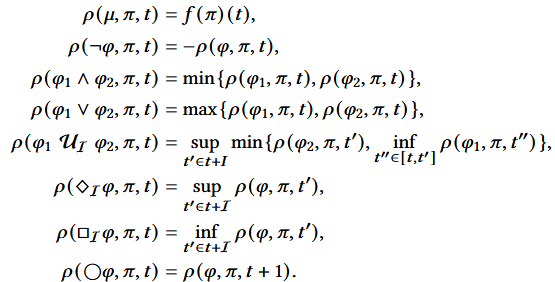 ρ(μ, π, t) = f(π)(t),
ρ(¬φ, π, t) = −ρ(φ, π, t),
ρ(φ₁ ∧ φ₂, π, t) = min{ρ(φ₁, π, t), ρ(φ₂, π, t)},
ρ(φ₁ ∨ φ₂, π, t) = max{ρ(φ₁, π, t), ρ(φ₂, π, t)},
ρ(φ₁ 𝓤_I φ₂, π, t) = sup_{t′∈t+I} min{ρ(φ₂, π, t′), inf_{t″∈[t,t′]} ρ(φ₁, π, t″)},
ρ(◇_I φ, π, t) = sup_{t′∈t+I} ρ(φ, π, t′),
ρ(□_I φ, π, t) = inf_{t′∈t+I} ρ(φ, π, t′),
ρ(○φ, π, t) = ρ(φ, π, t + 1).